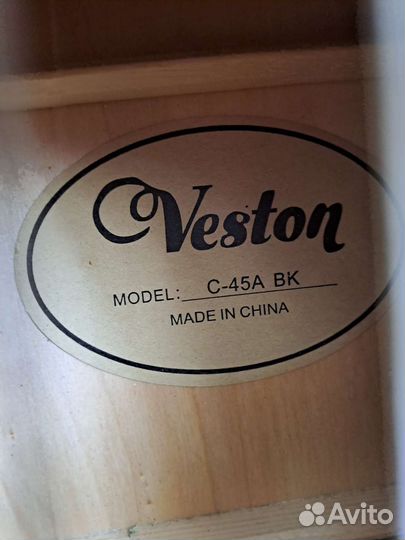 Veston
MODEL: C-45A BK
MADE IN CHINA
Avito